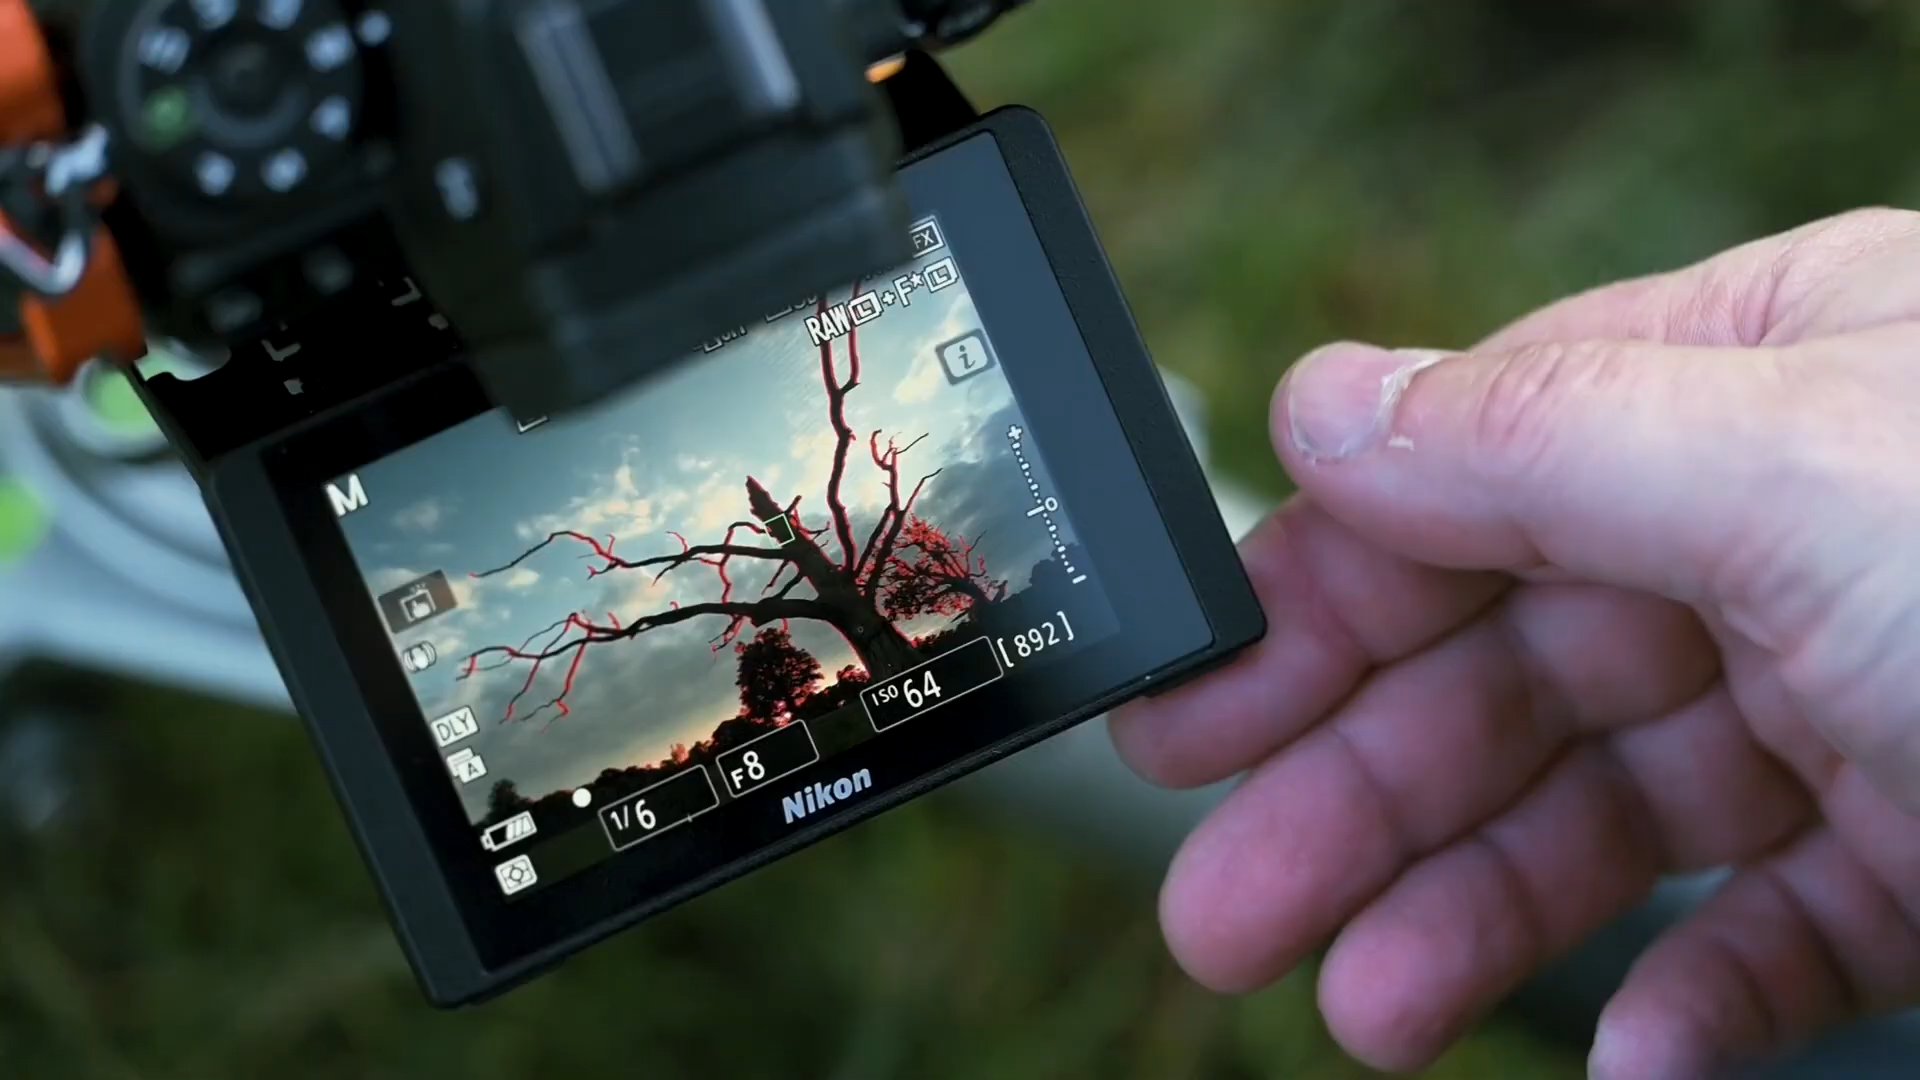 FX
RAW L + F★ L
i
M
DLY
A
1/6
F8
ISO 64
[892]
Nikon